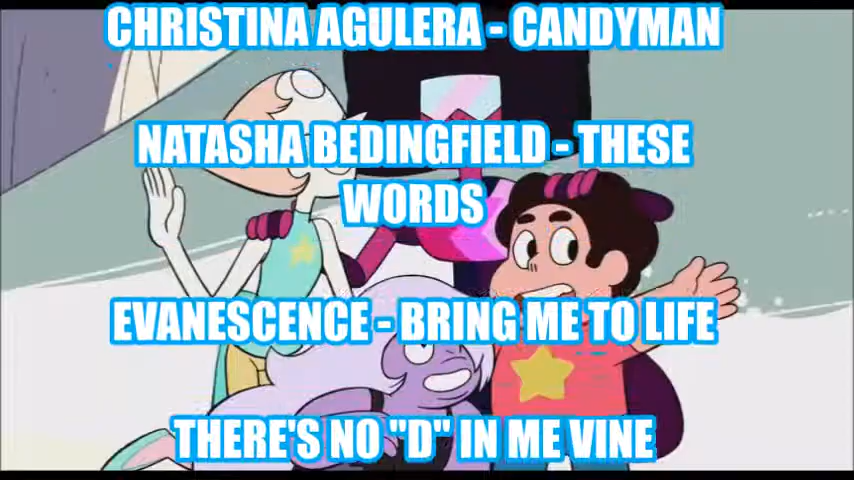 CHRISTINA AGULERA - CANDYMAN
NATASHA BEDINGFIELD - THESE
WORDS
EVANESCENCE - BRING ME TO LIFE
THERE'S NO "D" IN ME VINE